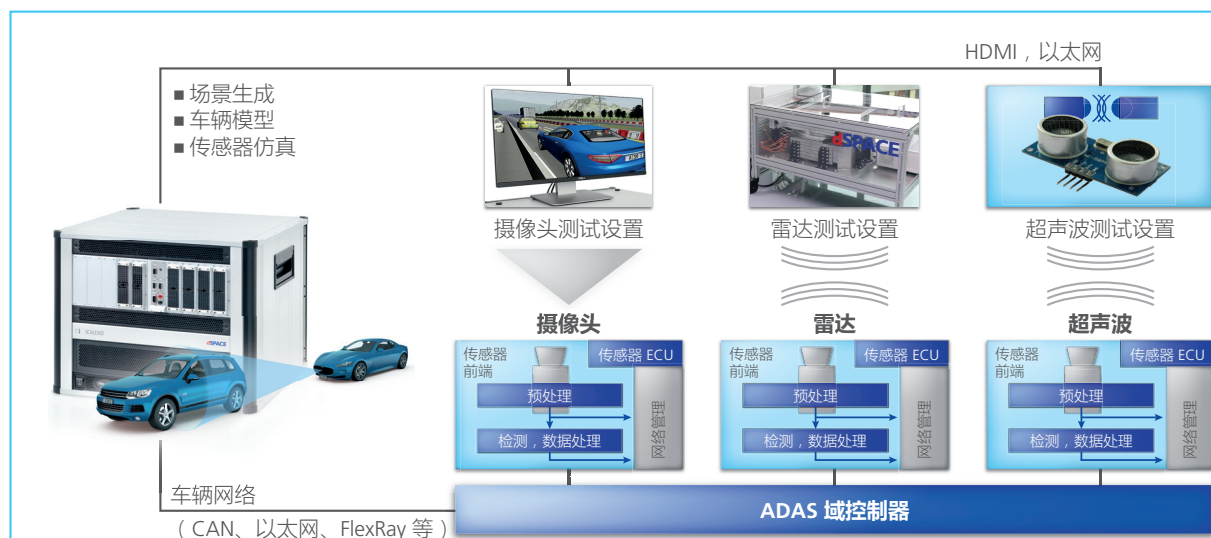 HDMI，以太网
■ 场景生成
■ 车辆模型
■ 传感器仿真
dSPACE
摄像头测试设置
雷达测试设置
超声波测试设置
SCALEXIO
dSPACE
摄像头
雷达
超声波
传感器
前端
传感器 ECU
预处理
检测，数据处理
网络管理
传感器
前端
传感器 ECU
预处理
检测，数据处理
网络管理
传感器
前端
传感器 ECU
预处理
检测，数据处理
网络管理
车辆网络
（ CAN、以太网、FlexRay 等 ）
ADAS 域控制器